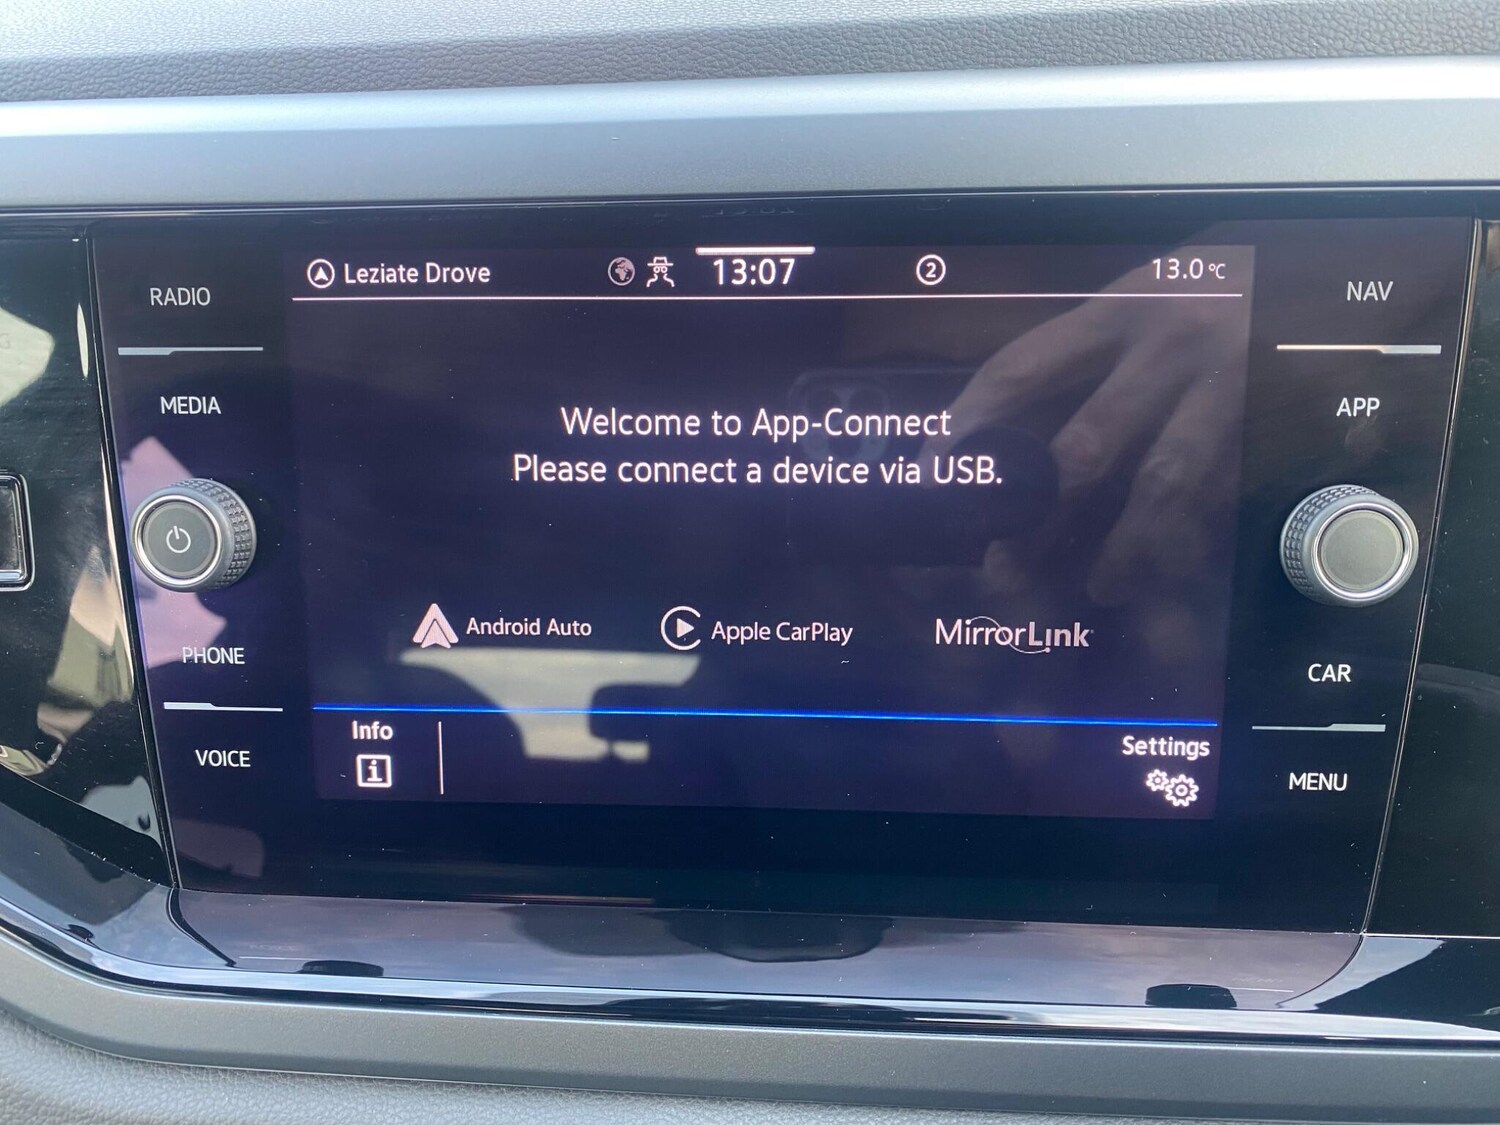 RADIO
MEDIA
PHONE
VOICE
Leziate Drove
13:07
2
13.0°C
Welcome to App-Connect
Please connect a device via USB.
Android Auto
Apple CarPlay
MirrorLink
Info
i
Settings
NAV
APP
CAR
MENU